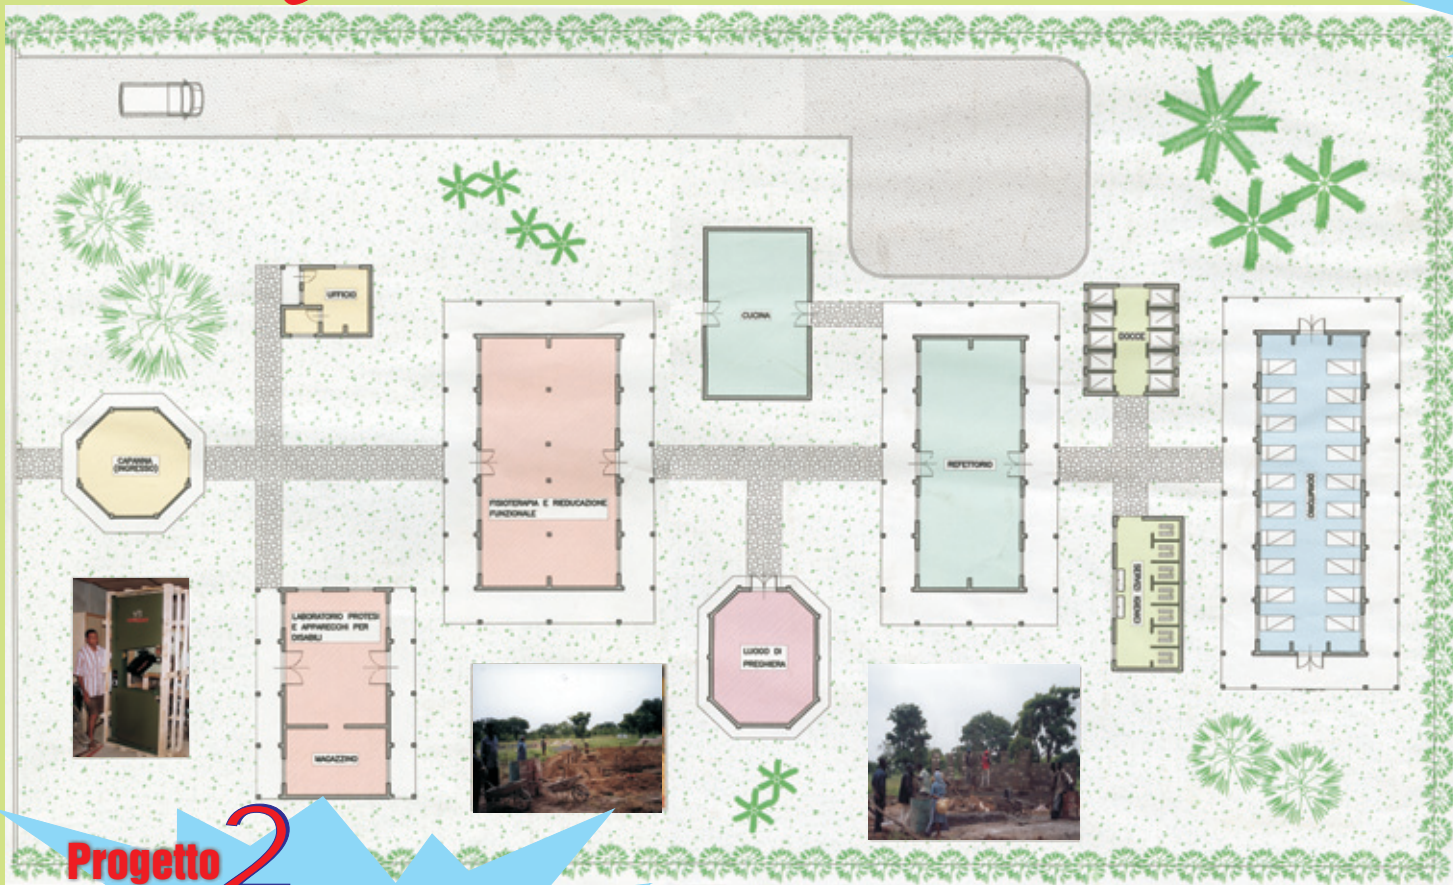 UFFICIO
CUCINA
DOCCE
CAPANNA
(INGRESSO)
REFETTORIO
DORMITORIO
FISIOTERAPIA E RIEDUCAZIONE
FUNZIONALE
SERVIZI
LABORATORIO PROTESI
E APPARECCHI PER
DISABILI
LUOGO DI
PREGHIERA
MAGAZZINO
Progetto 2